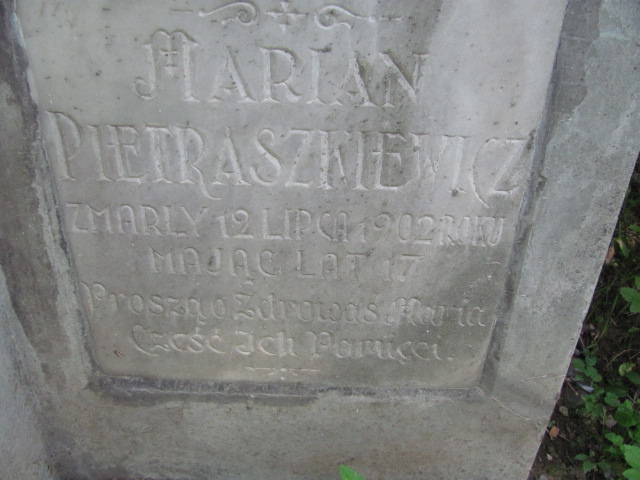 MARIAN
PIETRASZKIEWICZ
ZMARŁY 12 LIPCA 1902 ROKU
MAJĄC LAT 17
Proszą o Zdrowaś Maria
Cześć Ich Pamięci.